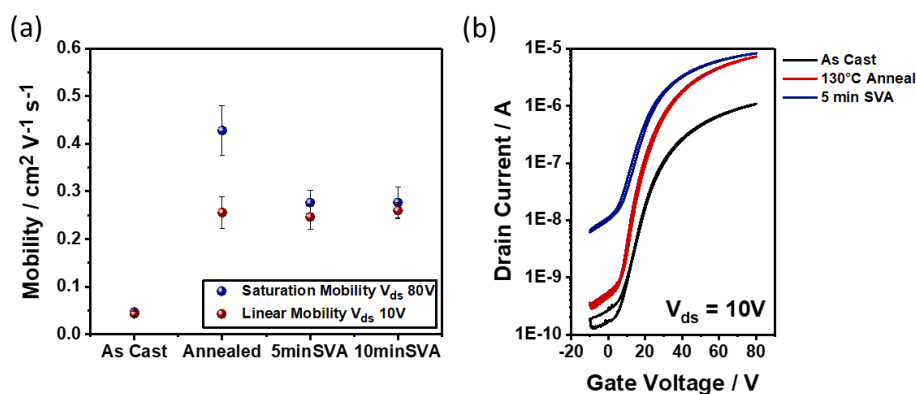 (a)
0.6
0.5
0.4
0.3
0.2
0.1
0.0
Mobility / cm² V⁻¹ s⁻¹
Saturation Mobility Vds 80V
Linear Mobility Vds 10V
As Cast Annealed 5minSVA 10minSVA
(b)
1E-5
1E-6
1E-7
1E-8
1E-9
1E-10
Drain Current / A
As Cast
130°C Anneal
5 min SVA
Vds = 10V
-20 0 20 40 60 80
Gate Voltage / V